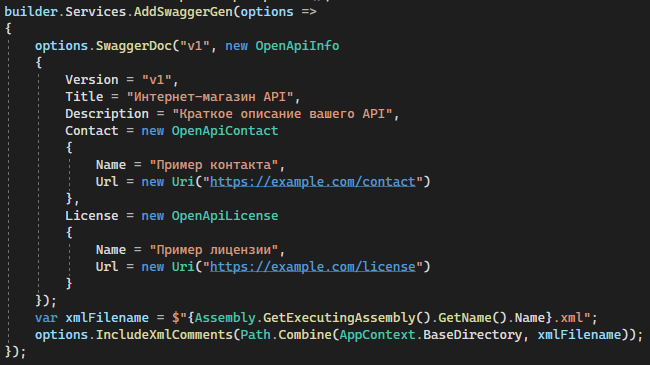 builder.Services.AddSwaggerGen(options =>
{
    options.SwaggerDoc("v1", new OpenApiInfo
    {
        Version = "v1",
        Title = "Интернет-магазин API",
        Description = "Краткое описание вашего API",
        Contact = new OpenApiContact
        {
            Name = "Пример контакта",
            Url = new Uri("https://example.com/contact")
        },
        License = new OpenApiLicense
        {
            Name = "Пример лицензии",
            Url = new Uri("https://example.com/license")
        }
    });
    var xmlFilename = $"{Assembly.GetExecutingAssembly().GetName().Name}.xml";
    options.IncludeXmlComments(Path.Combine(AppContext.BaseDirectory, xmlFilename));
});